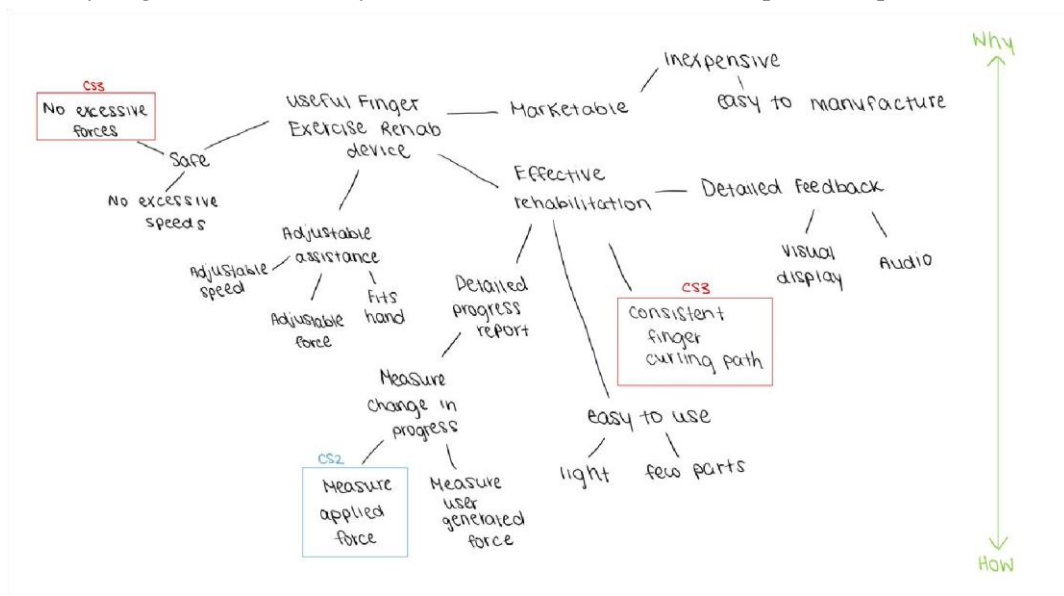 Why
Inexpensive
easy to manufacture
Marketable
useful Finger
Exercise Rehab
device
CS3
No excessive
forces
Safe
No excessive
speeds
Effective
rehabilitation
Detailed feedback
visual
display
Audio
Adjustable
assistance
Adjustable
speed
Adjustable
force
Fits
hand
Detailed
progress
report
CS3
consistent
finger
curling path
Measure
change in
progress
easy to use
light
few parts
CS2
Measure
applied
force
Measure
user
generated
force
How